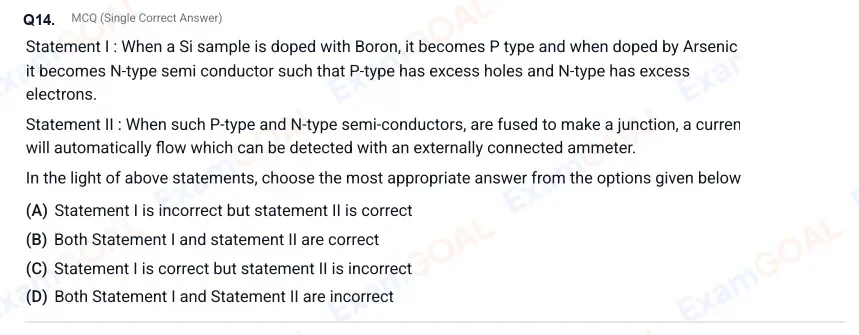 Q14. MCQ (Single Correct Answer)
Statement I : When a Si sample is doped with Boron, it becomes P type and when doped by Arsenic
it becomes N-type semi conductor such that P-type has excess holes and N-type has excess
electrons.
Statement II : When such P-type and N-type semi-conductors, are fused to make a junction, a curren
will automatically flow which can be detected with an externally connected ammeter.
In the light of above statements, choose the most appropriate answer from the options given below
(A) Statement I is incorrect but statement II is correct
(B) Both Statement I and statement II are correct
(C) Statement I is correct but statement II is incorrect
(D) Both Statement I and Statement II are incorrect